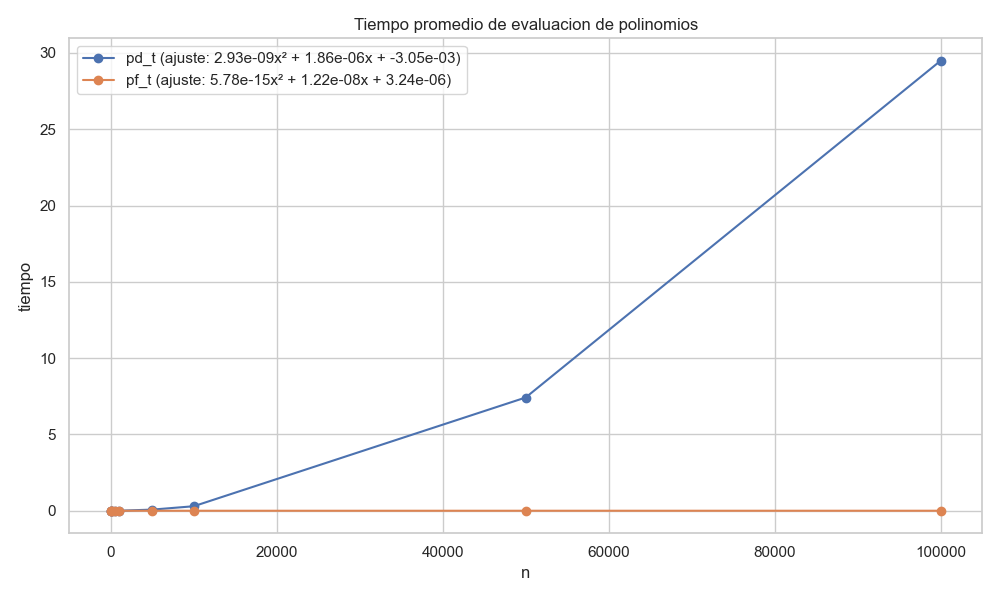 Tiempo promedio de evaluacion de polinomios
pd_t (ajuste: 2.93e-09x² + 1.86e-06x + -3.05e-03)
pf_t (ajuste: 5.78e-15x² + 1.22e-08x + 3.24e-06)
30
25
20
15
10
5
0
tiempo
0 20000 40000 60000 80000 100000
n